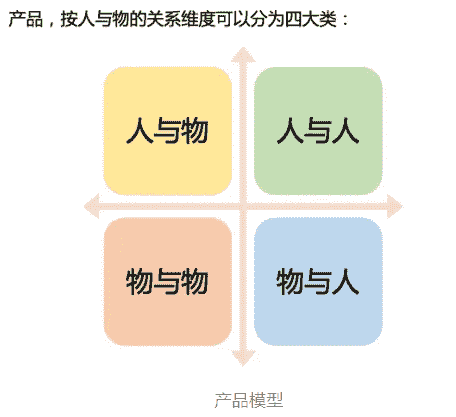 产品，按人与物的关系维度可以分为四大类：
人与物
人与人
物与物
物与人
产品模型